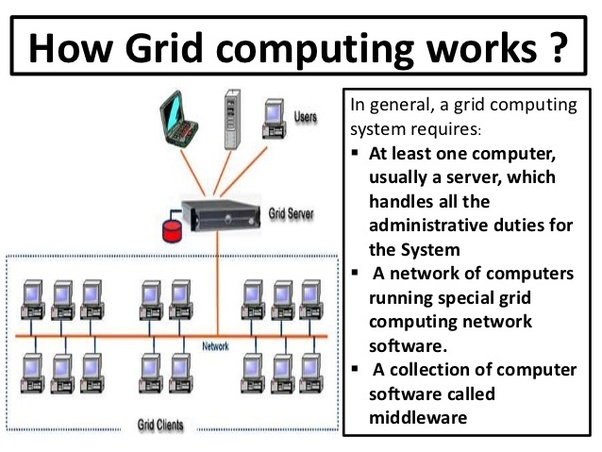 How Grid computing works ?
Users
Grid Server
Network
Grid Clients
In general, a grid computing
system requires:
▪ At least one computer,
usually a server, which
handles all the
administrative duties for
the System
▪ A network of computers
running special grid
computing network
software.
▪ A collection of computer
software called
middleware